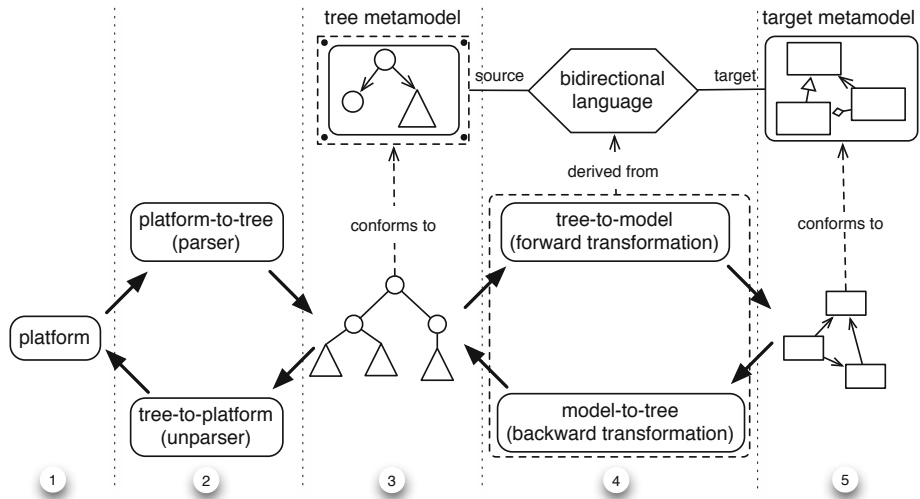 tree metamodel
target metamodel
source
bidirectional
language
target
derived from
platform-to-tree
(parser)
conforms to
tree-to-model
(forward transformation)
conforms to
platform
tree-to-platform
(unparser)
model-to-tree
(backward transformation)
1
2
3
4
5